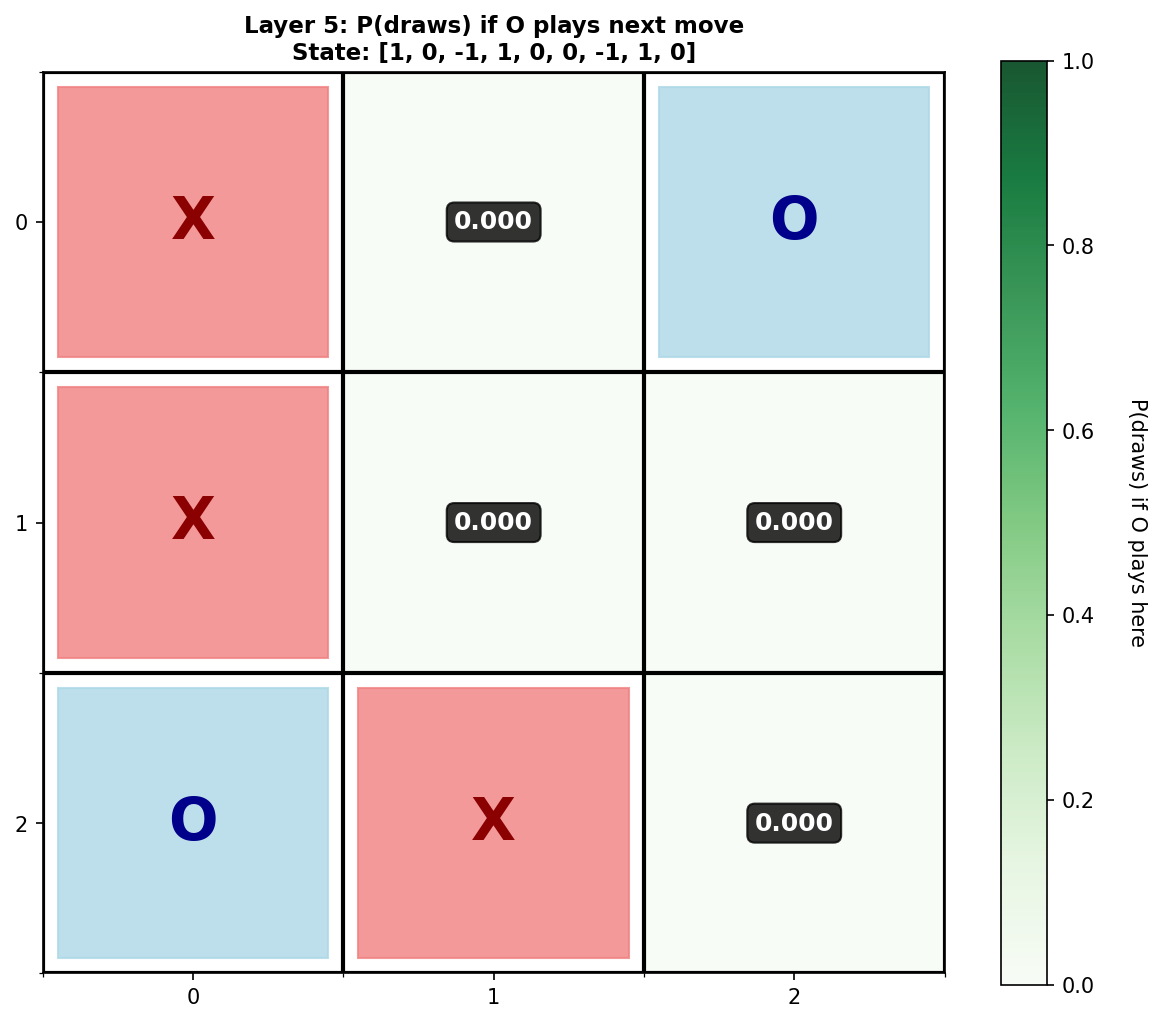 Layer 5: P(draws) if O plays next move
State: [1, 0, -1, 1, 0, 0, -1, 1, 0]
X
0.000
O
X
0.000
0.000
O
X
0.000
0
1
2
0
1
2
1.0
0.8
0.6
0.4
0.2
0.0
P(draws) if O plays here